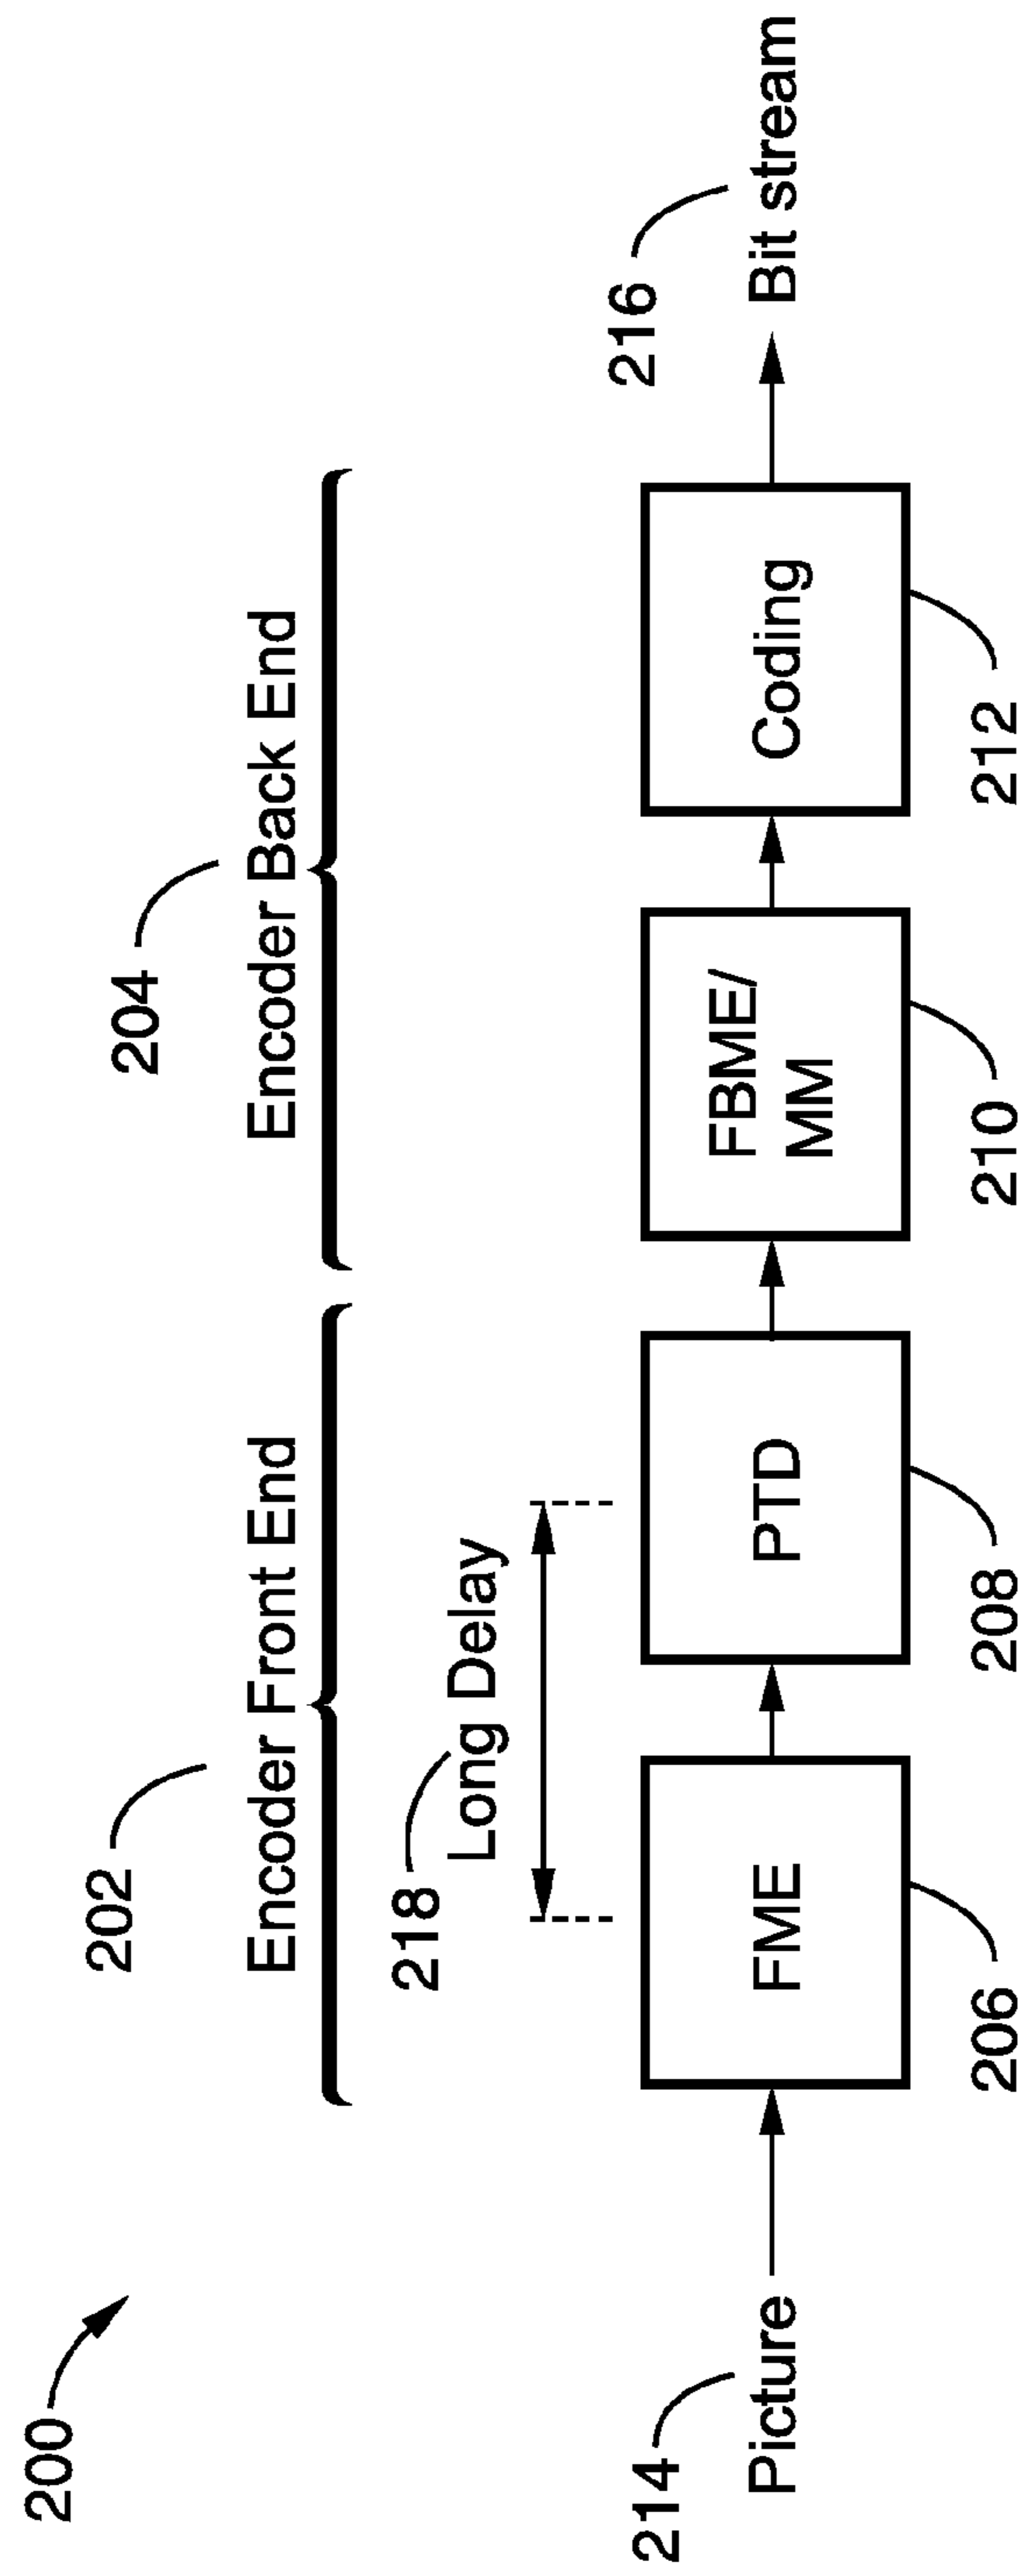 200
202
204
Encoder Front End
Encoder Back End
218
Long Delay
214
Picture
FME
PTD
FBME/
MM
Coding
216
Bit stream
206
208
210
212